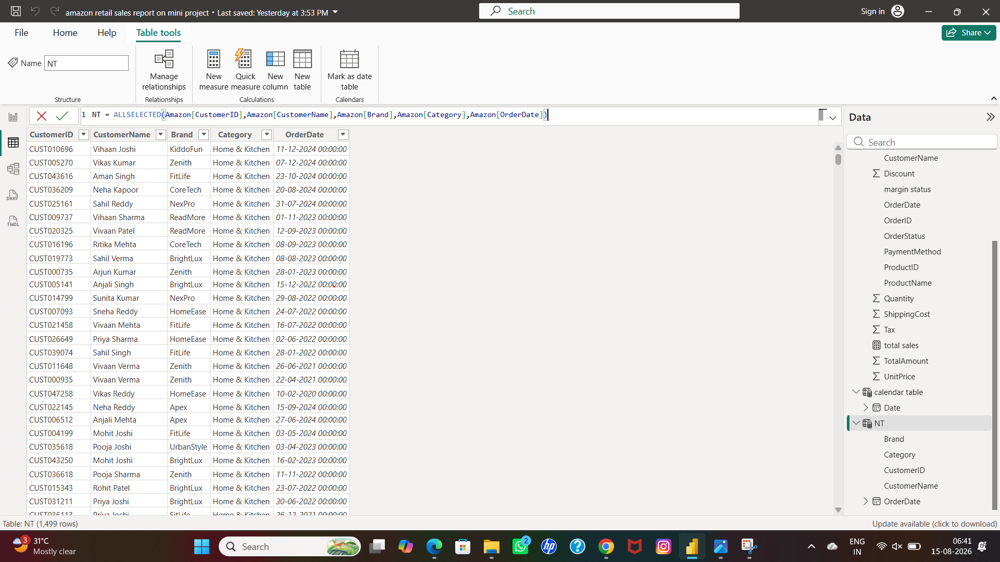 amazon retail sales report on mini project • Last saved: Yesterday at 3:53 PM
Search
Sign in
File
Home
Help
Table tools
Share
Name
NT
Manage relationships
New measure
Quick measure
New column
New table
Mark as date table
Structure
Relationships
Calculations
Calendars
1 NT = ALLSELECTED(Amazon[CustomerID],Amazon[CustomerName],Amazon[Brand],Amazon[Category],Amazon[OrderDate])
CustomerID CustomerName Brand Category OrderDate
CUST010696 Vihaan Joshi KiddoFun Home & Kitchen 11-12-2024 00:00:00
CUST005270 Vikas Kumar Zenith Home & Kitchen 07-12-2024 00:00:00
CUST043616 Aman Singh FitLife Home & Kitchen 23-10-2024 00:00:00
CUST036209 Neha Kapoor CoreTech Home & Kitchen 20-08-2024 00:00:00
CUST025161 Sahil Reddy NexPro Home & Kitchen 31-07-2024 00:00:00
CUST009737 Vihaan Sharma ReadMore Home & Kitchen 01-11-2023 00:00:00
CUST020325 Vivaan Patel ReadMore Home & Kitchen 12-09-2023 00:00:00
CUST016196 Ritika Mehta CoreTech Home & Kitchen 08-09-2023 00:00:00
CUST019773 Sahil Verma BrightLux Home & Kitchen 08-08-2023 00:00:00
CUST000735 Arjun Kumar Zenith Home & Kitchen 28-01-2023 00:00:00
CUST005141 Anjali Singh BrightLux Home & Kitchen 15-12-2022 00:00:00
CUST014799 Sunita Kumar NexPro Home & Kitchen 29-08-2022 00:00:00
CUST007093 Sneha Reddy HomeEase Home & Kitchen 24-07-2022 00:00:00
CUST021458 Vivaan Mehta FitLife Home & Kitchen 16-07-2022 00:00:00
CUST026649 Priya Sharma HomeEase Home & Kitchen 02-06-2022 00:00:00
CUST039074 Sahil Singh FitLife Home & Kitchen 28-01-2022 00:00:00
CUST011648 Vivaan Verma Zenith Home & Kitchen 26-06-2021 00:00:00
CUST000935 Vivaan Verma Zenith Home & Kitchen 22-04-2021 00:00:00
CUST047258 Vikas Reddy HomeEase Home & Kitchen 10-02-2020 00:00:00
CUST022145 Neha Reddy Apex Home & Kitchen 15-09-2024 00:00:00
CUST006512 Anjali Mehta Apex Home & Kitchen 27-06-2024 00:00:00
CUST004199 Mohit Joshi FitLife Home & Kitchen 03-05-2024 00:00:00
CUST035618 Pooja Joshi UrbanStyle Home & Kitchen 03-04-2023 00:00:00
CUST043250 Mohit Joshi BrightLux Home & Kitchen 16-02-2023 00:00:00
CUST036618 Pooja Sharma Zenith Home & Kitchen 11-11-2022 00:00:00
CUST015343 Rohit Patel BrightLux Home & Kitchen 23-07-2022 00:00:00
CUST031211 Priya Joshi BrightLux Home & Kitchen 30-06-2022 00:00:00
CUST036113 Priya Joshi FitLife Home & Kitchen 26-12-2021 00:00:00
Data
Search
CustomerName
Discount
margin status
OrderDate
OrderID
OrderStatus
PaymentMethod
ProductID
ProductName
Quantity
ShippingCost
Tax
total sales
TotalAmount
UnitPrice
calendar table
Date
NT
Brand
Category
CustomerID
CustomerName
OrderDate
DAX
TMDL
Table: NT (1,499 rows)
Update available (click to download)
3
31°C
Mostly clear
Search
2
hp
ENG
IN
06:41
15-08-2026